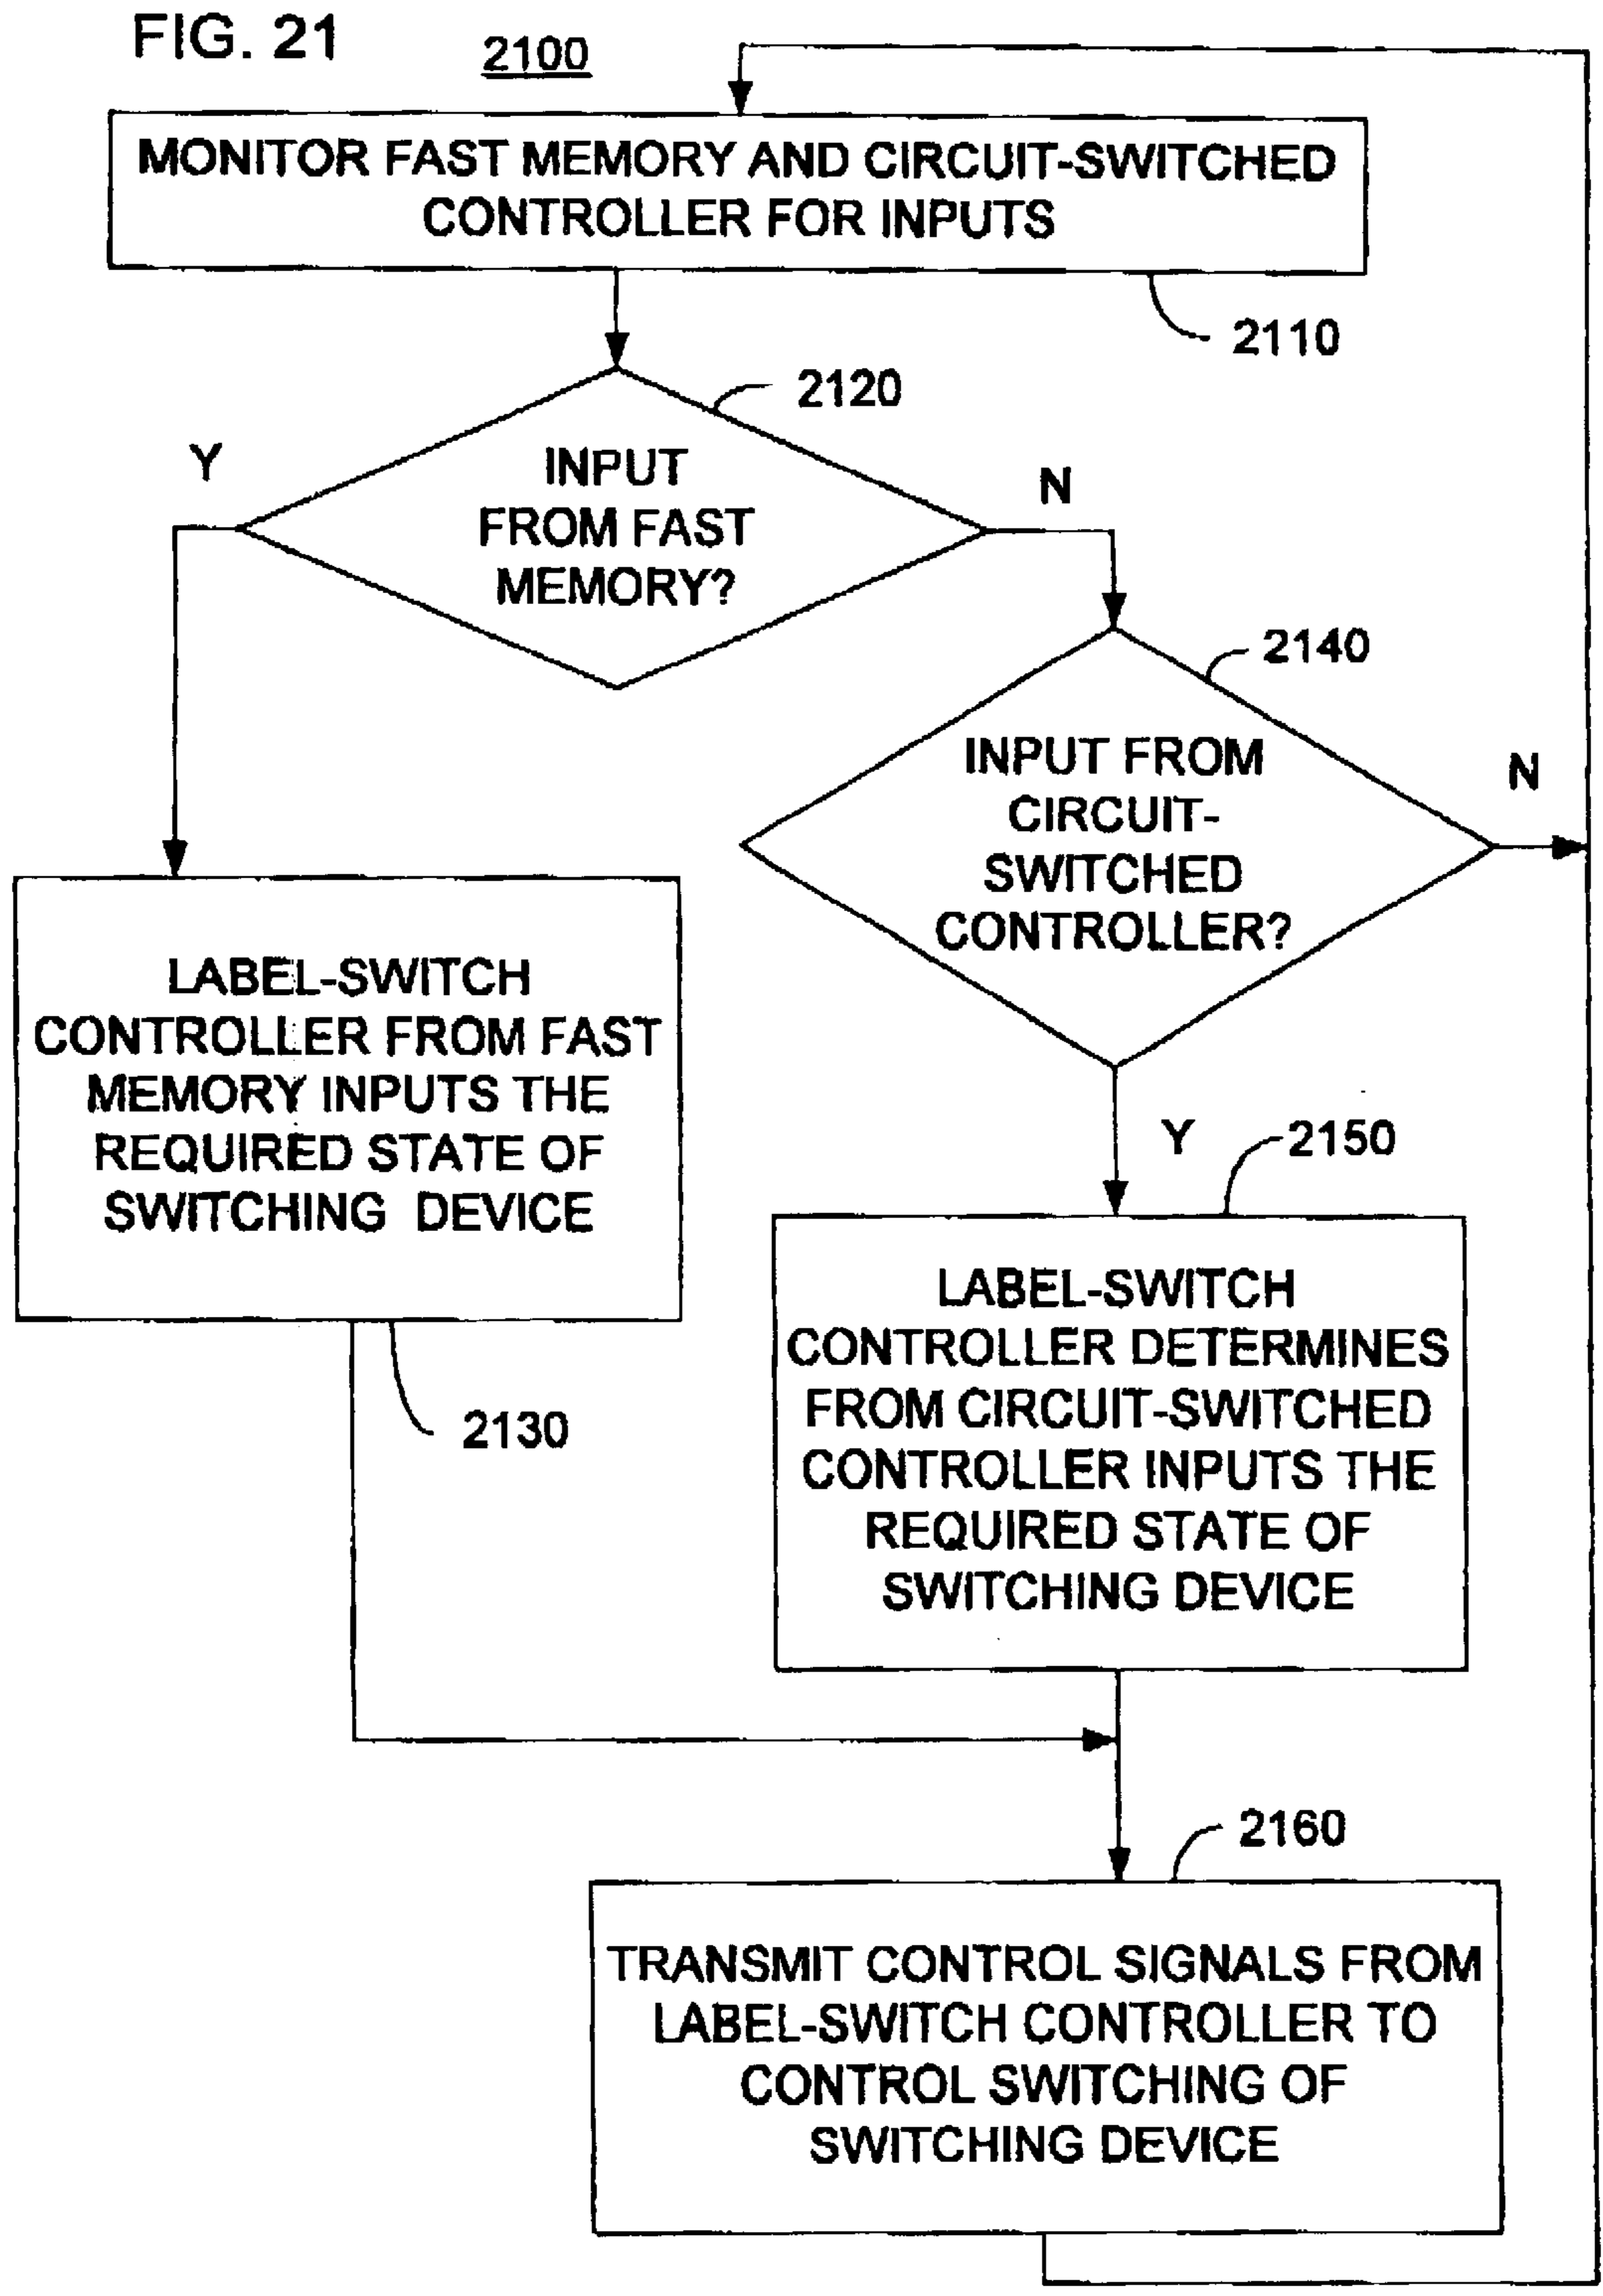 FIG. 21
2100
MONITOR FAST MEMORY AND CIRCUIT-SWITCHED
CONTROLLER FOR INPUTS
2110
2120
Y
INPUT
FROM FAST
MEMORY?
N
2140
INPUT FROM
CIRCUIT-
SWITCHED
CONTROLLER?
N
LABEL-SWITCH
CONTROLLER FROM FAST
MEMORY INPUTS THE
REQUIRED STATE OF
SWITCHING DEVICE
2130
Y
2150
LABEL-SWITCH
CONTROLLER DETERMINES
FROM CIRCUIT-SWITCHED
CONTROLLER INPUTS THE
REQUIRED STATE OF
SWITCHING DEVICE
2160
TRANSMIT CONTROL SIGNALS FROM
LABEL-SWITCH CONTROLLER TO
CONTROL SWITCHING OF
SWITCHING DEVICE